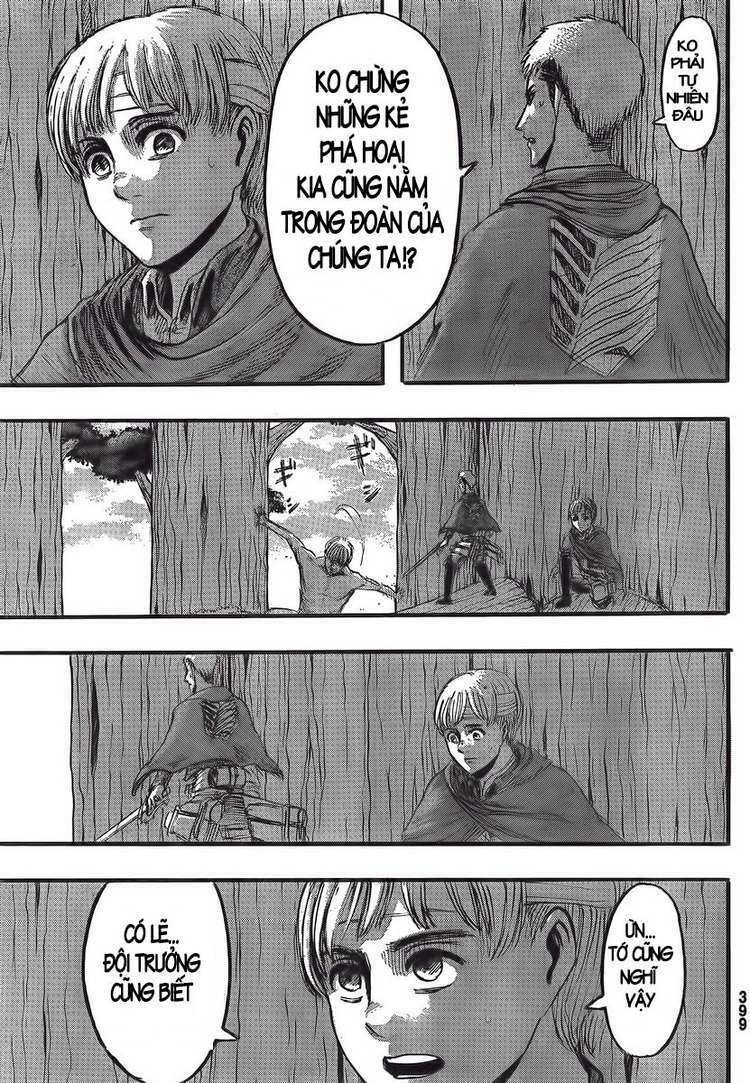 KO
PHẢI
TỰ
NHIÊN
ĐÂU
KO CHỪNG
NHỮNG KẺ
PHÁ HOẠI
KIA CŨNG NẰM
TRONG ĐOÀN CỦA
CHÚNG TA!?
ỪN...
TỚ CŨNG
NGHĨ
VẬY
CÓ LẼ...
ĐỘI TRƯỞNG
CŨNG BIẾT
399